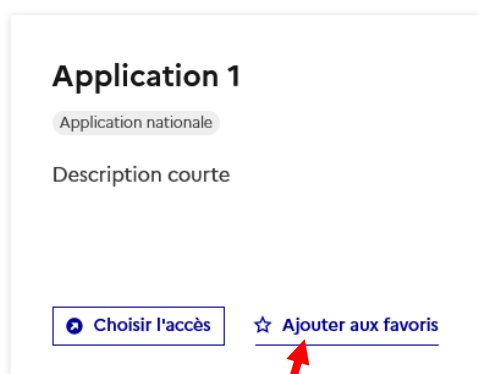 Application 1
Application nationale
Description courte
Choisir l'accès
Ajouter aux favoris